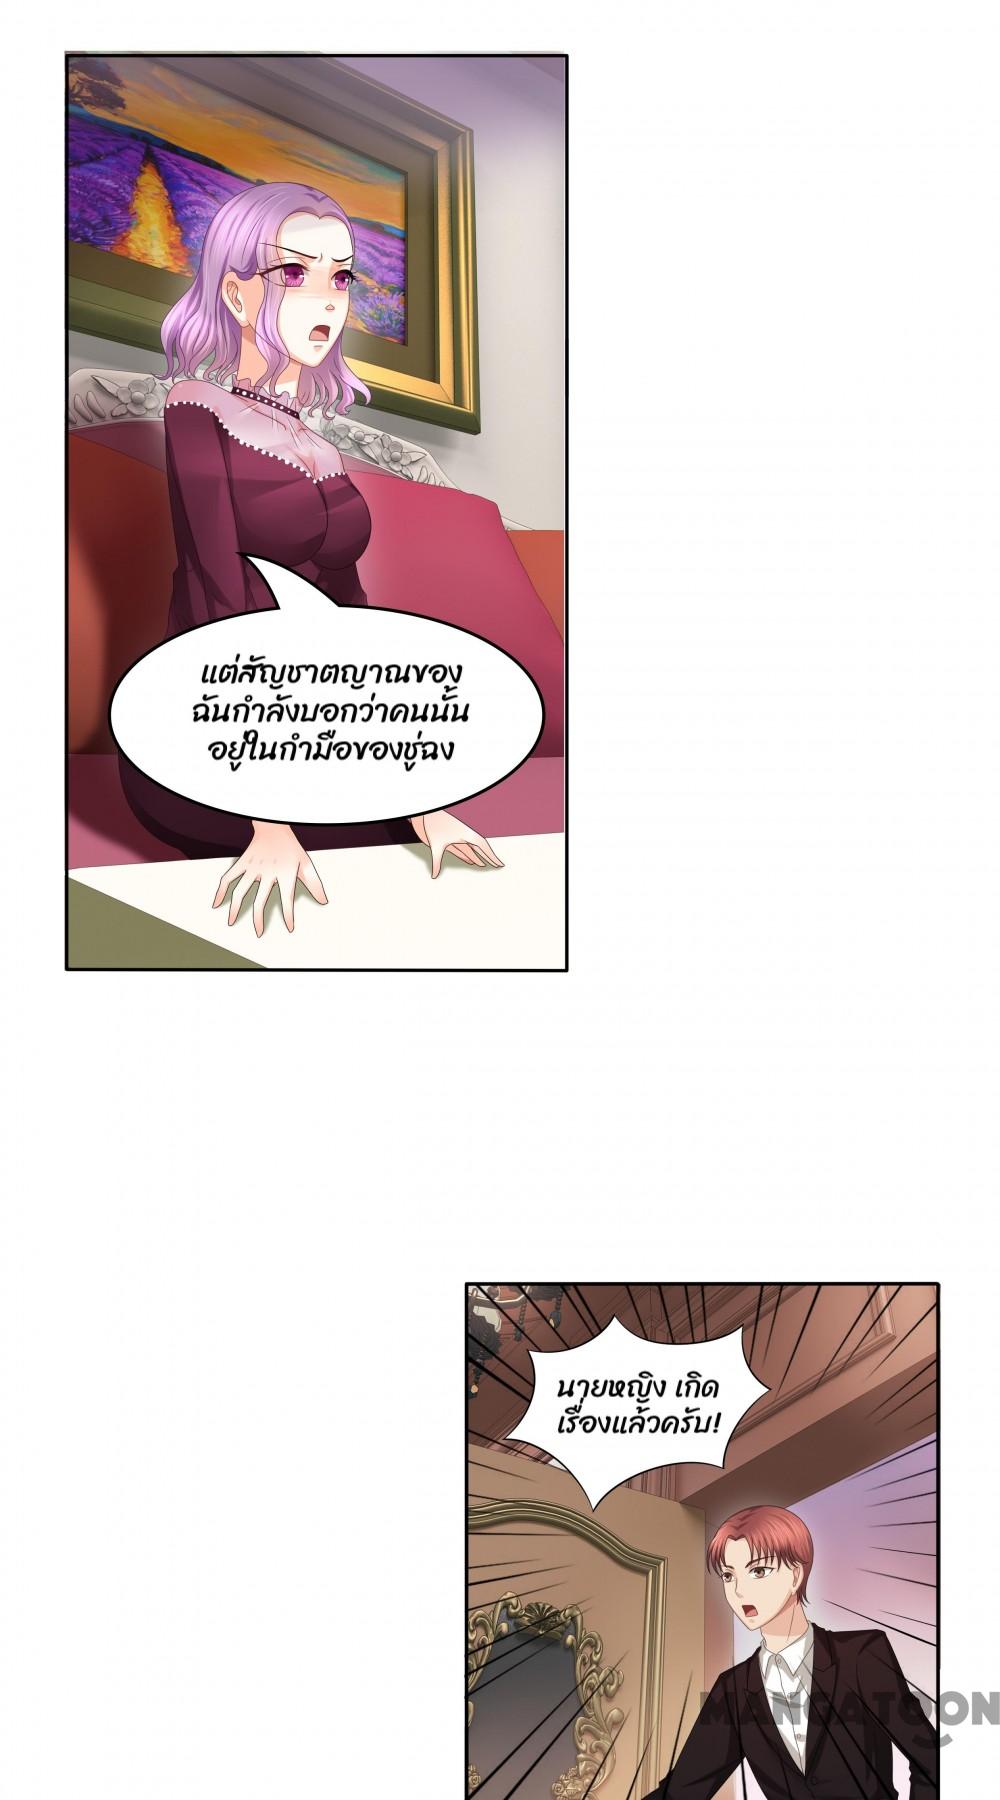 แต่สัญชาตญาณของ
ฉันกำลังบอกว่าคนนั้น
อยู่ในกำมือของชู่ฉง
นายหญิง เกิด
เรื่องแล้วครับ!
MANGATOON